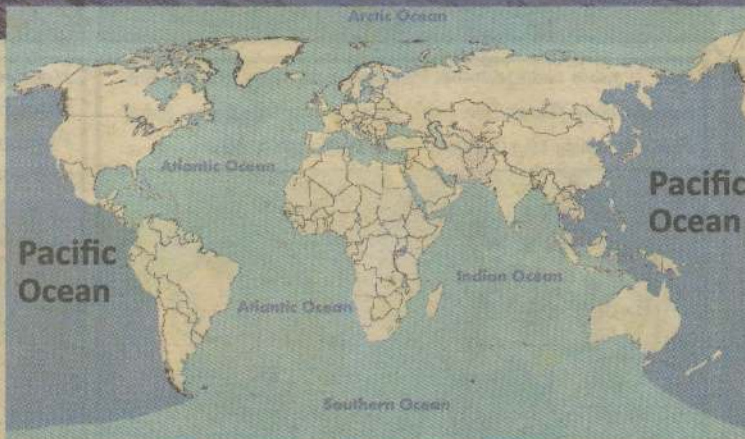 Arctic Ocean
Atlantic Ocean
Pacific
Ocean
Pacific
Ocean
Indian Ocean
Atlantic Ocean
Southern Ocean